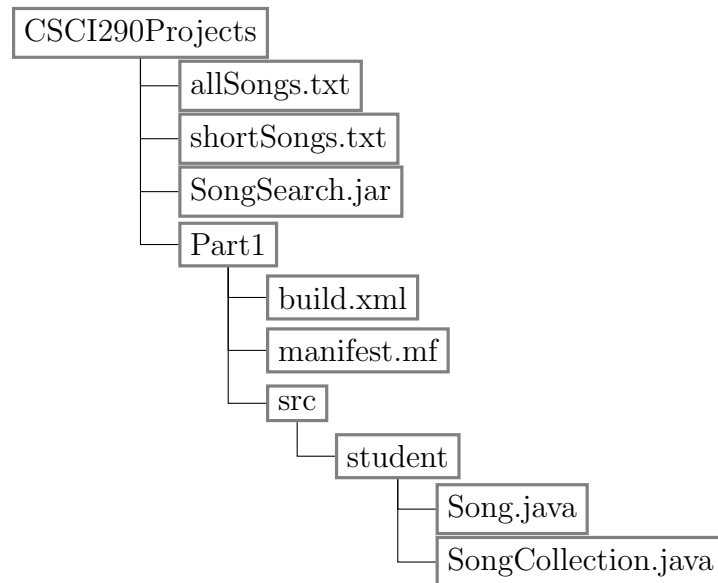 CSCI290Projects
allSongs.txt
shortSongs.txt
SongSearch.jar
Part1
build.xml
manifest.mf
src
student
Song.java
SongCollection.java